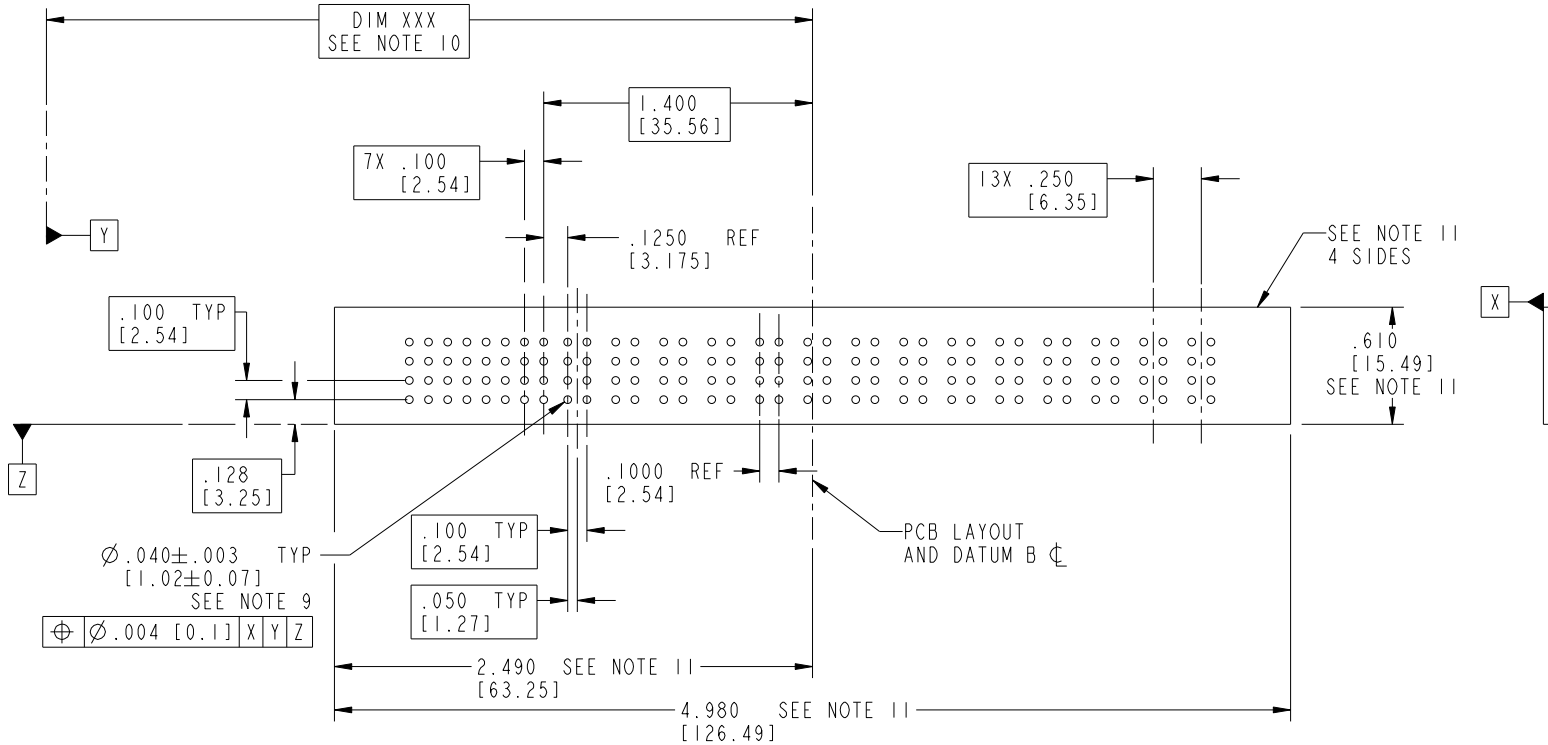 DIM XXX
SEE NOTE 10
1.400
[35.56]
7X .100
[2.54]
13X .250
[6.35]
Y
.1250 REF
[3.175]
SEE NOTE 11
4 SIDES
.100 TYP
[2.54]
X
.610
[15.49]
SEE NOTE 11
Z
.128
[3.25]
.1000 REF
[2.54]
.100 TYP
[2.54]
PCB LAYOUT
AND DATUM B ℄
Ø.040±.003 TYP
[1.02±0.07]
SEE NOTE 9
⌖ Ø.004 [0.1] X Y Z
.050 TYP
[1.27]
2.490 SEE NOTE 11
[63.25]
4.980 SEE NOTE 11
[126.49]